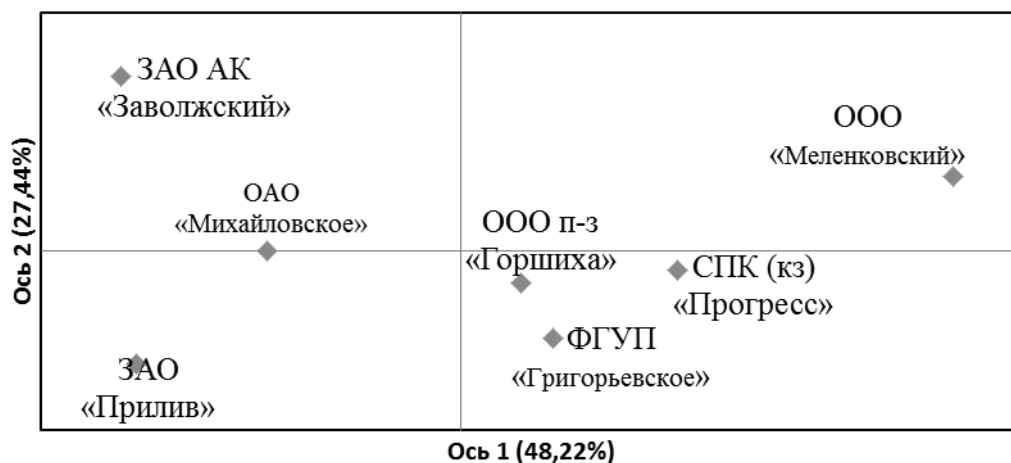 ЗАО АК
«Заволжский»
ООО
«Меленковский»
ОАО
«Михайловское»
ООО п-з
«Горшиха»
СПК (кз)
«Прогресс»
ФГУП
«Григорьевское»
ЗАО
«Прилив»
Ось 2 (27,44%)
Ось 1 (48,22%)